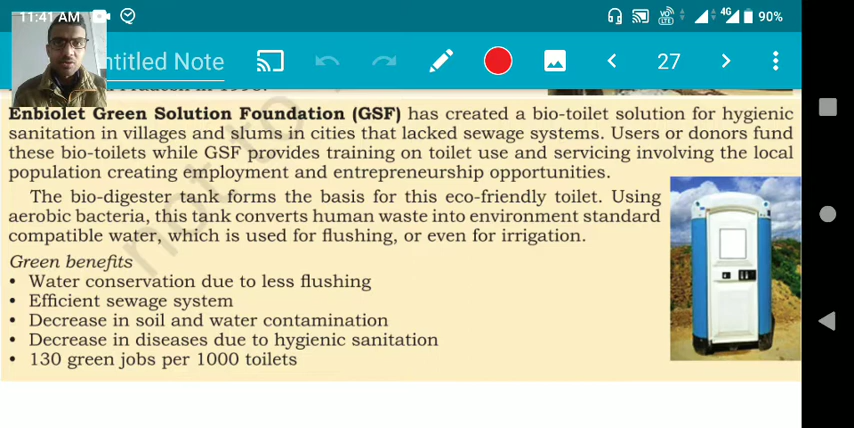 11:41 AM
VO
LTE
4G
90%
ntitled Note
27
Enbiolet Green Solution Foundation (GSF) has created a bio-toilet solution for hygienic
sanitation in villages and slums in cities that lacked sewage systems. Users or donors fund
these bio-toilets while GSF provides training on toilet use and servicing involving the local
population creating employment and entrepreneurship opportunities.
The bio-digester tank forms the basis for this eco-friendly toilet. Using
aerobic bacteria, this tank converts human waste into environment standard
compatible water, which is used for flushing, or even for irrigation.
Green benefits
• Water conservation due to less flushing
• Efficient sewage system
• Decrease in soil and water contamination
• Decrease in diseases due to hygienic sanitation
• 130 green jobs per 1000 toilets
not to